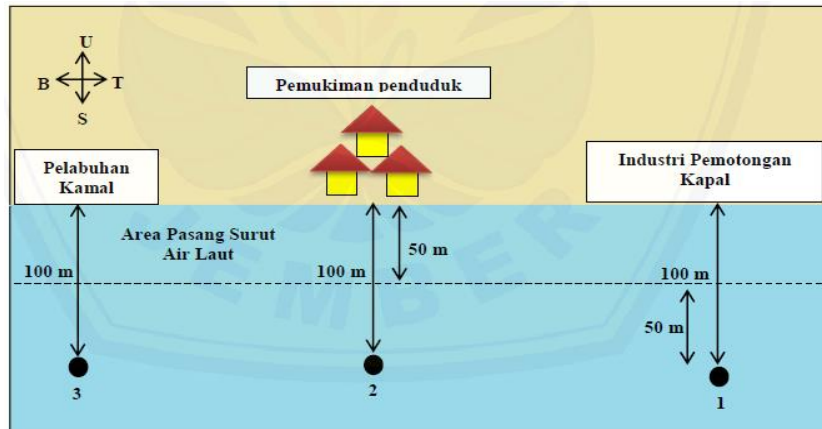 U
B T
S
Pemukiman penduduk
Pelabuhan
Kamal
Industri Pemotongan
Kapal
Area Pasang Surut
Air Laut
50 m
100 m
100 m
100 m
50 m
3
2
1
JEMBER